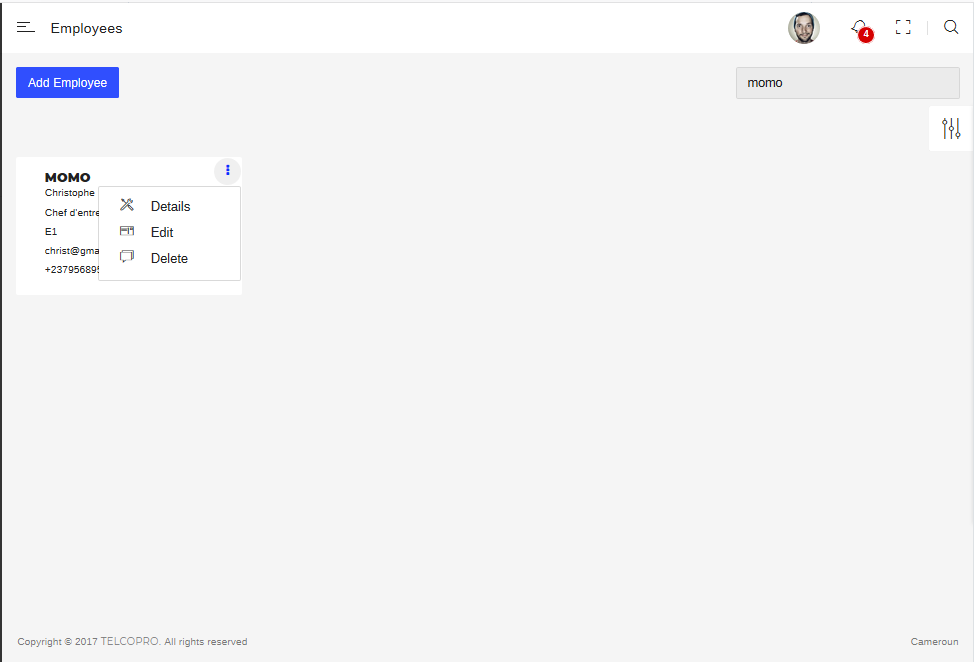 Employees
4
Add Employee
momo
MOMO
Christophe
Chef d'entre
E1
christ@gma
+23795689
Details
Edit
Delete
Copyright © 2017 TELCOPRO. All rights reserved
Cameroun